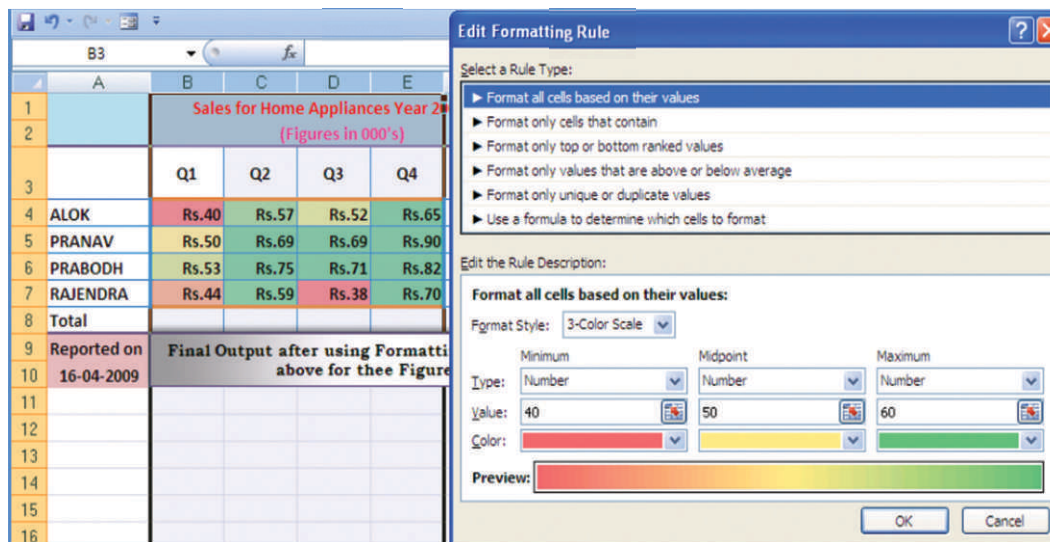 B3
fx
A B C D E
1 Sales for Home Appliances Year 2
2 (Figures in 000's)
3 Q1 Q2 Q3 Q4
4 ALOK Rs.40 Rs.57 Rs.52 Rs.65
5 PRANAV Rs.50 Rs.69 Rs.69 Rs.90
6 PRABODH Rs.53 Rs.75 Rs.71 Rs.82
7 RAJENDRA Rs.44 Rs.59 Rs.38 Rs.70
8 Total
9 Reported on Final Output after using Formatti
10 16-04-2009 above for thee Figure
11
12
13
14
15
16
Edit Formatting Rule
?
Select a Rule Type:
► Format all cells based on their values
► Format only cells that contain
► Format only top or bottom ranked values
► Format only values that are above or below average
► Format only unique or duplicate values
► Use a formula to determine which cells to format
Edit the Rule Description:
Format all cells based on their values:
Format Style: 3-Color Scale
Minimum Midpoint Maximum
Type: Number Number Number
Value: 40 50 60
Color:
Preview:
OK Cancel